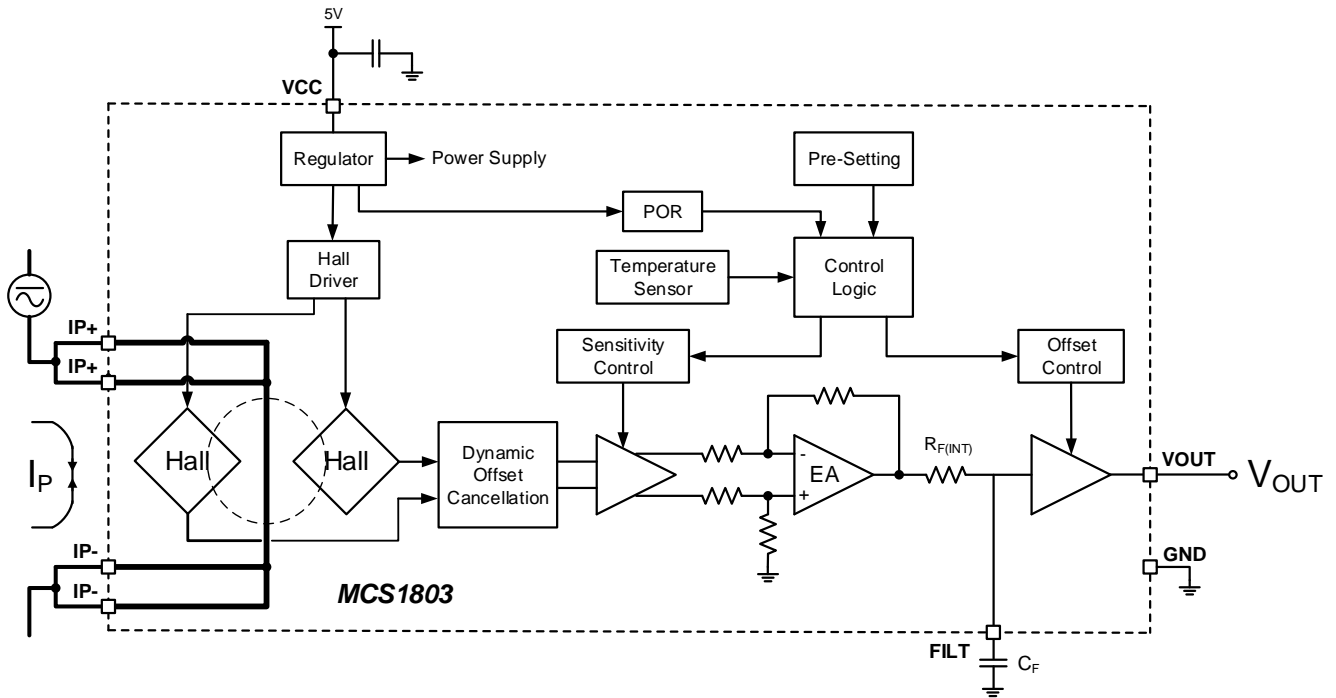 5V
VCC
Regulator
Power Supply
Pre-Setting
POR
Hall
Driver
Temperature
Sensor
Control
Logic
IP+
IP+
Sensitivity
Control
Offset
Control
Hall
Hall
Dynamic
Offset
Cancellation
-
+
EA
RF(INT)
VOUT
VOUT
IP
IP-
IP-
GND
MCS1803
FILT
CF